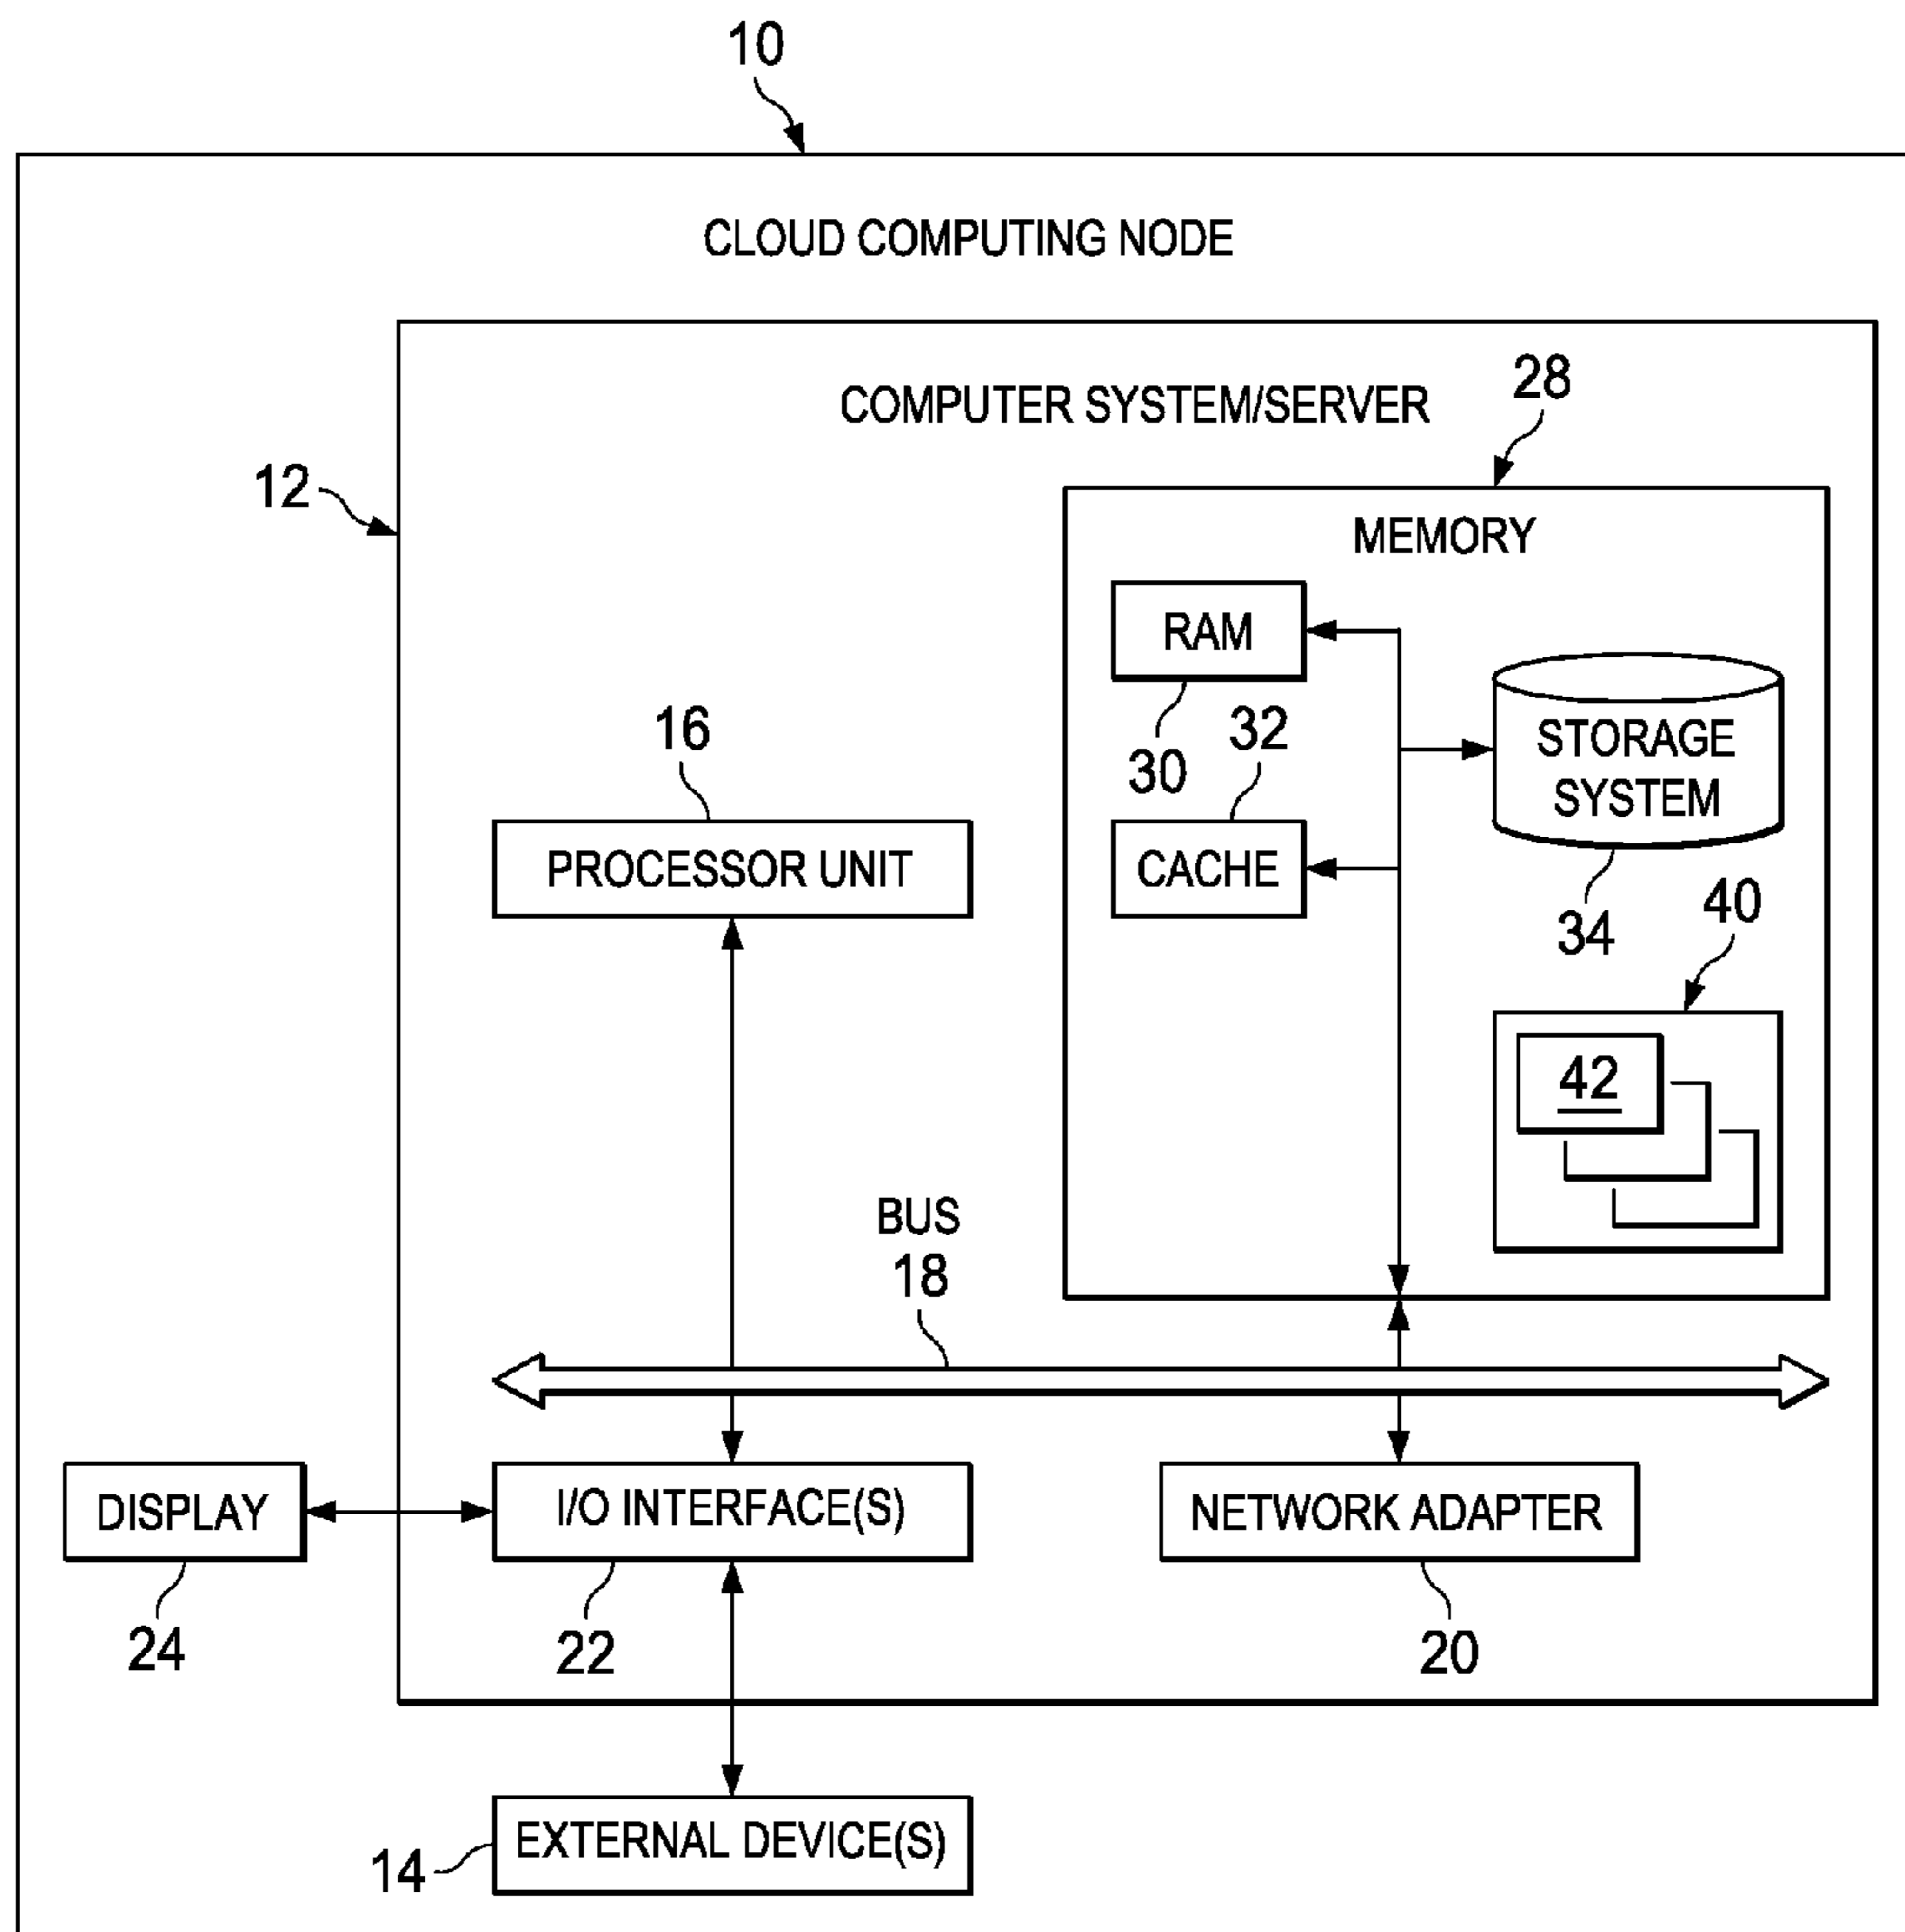 10
CLOUD COMPUTING NODE
COMPUTER SYSTEM/SERVER
28
12
MEMORY
RAM
30
32
STORAGE
SYSTEM
16
PROCESSOR UNIT
CACHE
34
40
42
BUS
18
DISPLAY
I/O INTERFACE(S)
NETWORK ADAPTER
24
22
20
EXTERNAL DEVICE(S)
14